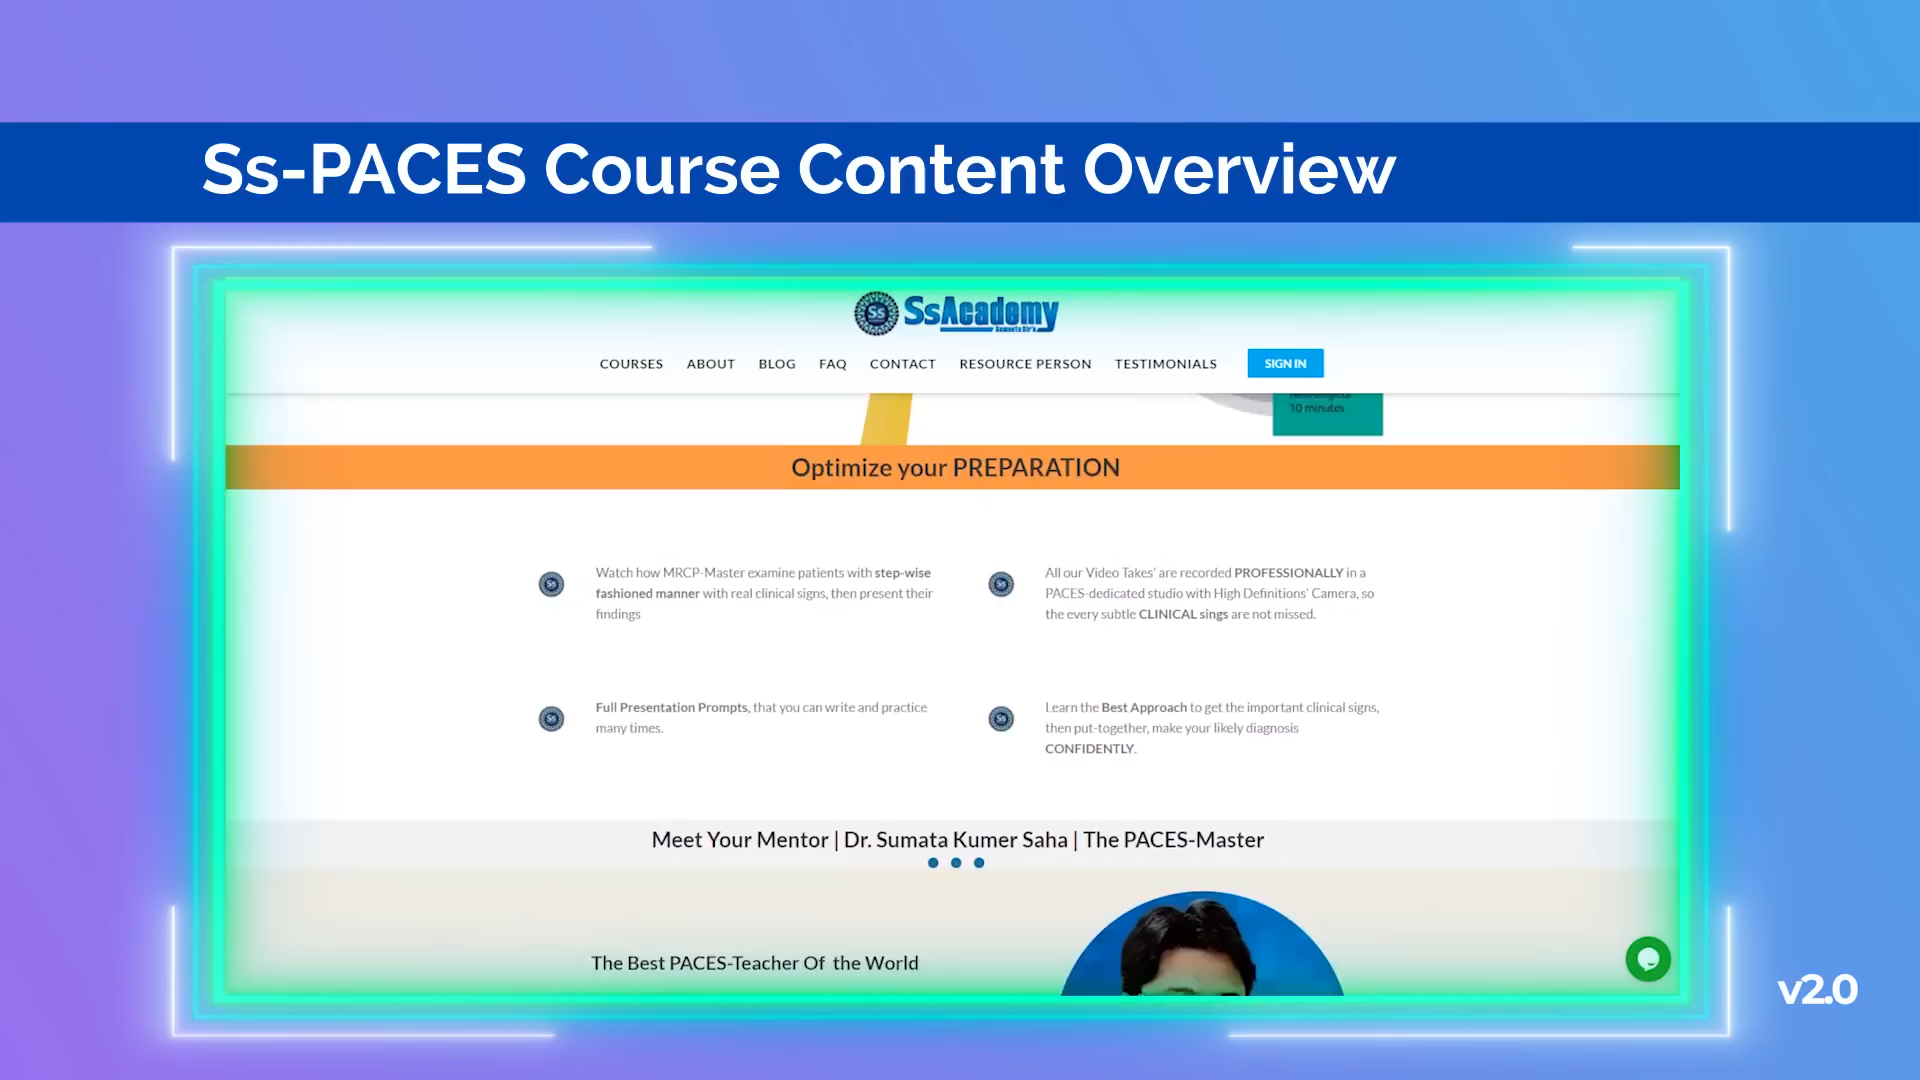 Ss-PACES Course Content Overview
Ss SsAcademy
COURSES ABOUT BLOG FAQ CONTACT RESOURCE PERSON TESTIMONIALS SIGN IN
10 minutes
Optimize your PREPARATION
Watch how MRCP-Master examine patients with step-wise
fashioned manner with real clinical signs, then present their
findings
All our Video Takes' are recorded PROFESSIONALLY in a
PACES-dedicated studio with High Definitions' Camera, so
the every subtle CLINICAL sings are not missed.
Full Presentation Prompts, that you can write and practice
many times.
Learn the Best Approach to get the important clinical signs,
then put-together, make your likely diagnosis
CONFIDENTLY.
Meet Your Mentor | Dr. Sumata Kumer Saha | The PACES-Master
The Best PACES-Teacher Of the World
v2.0